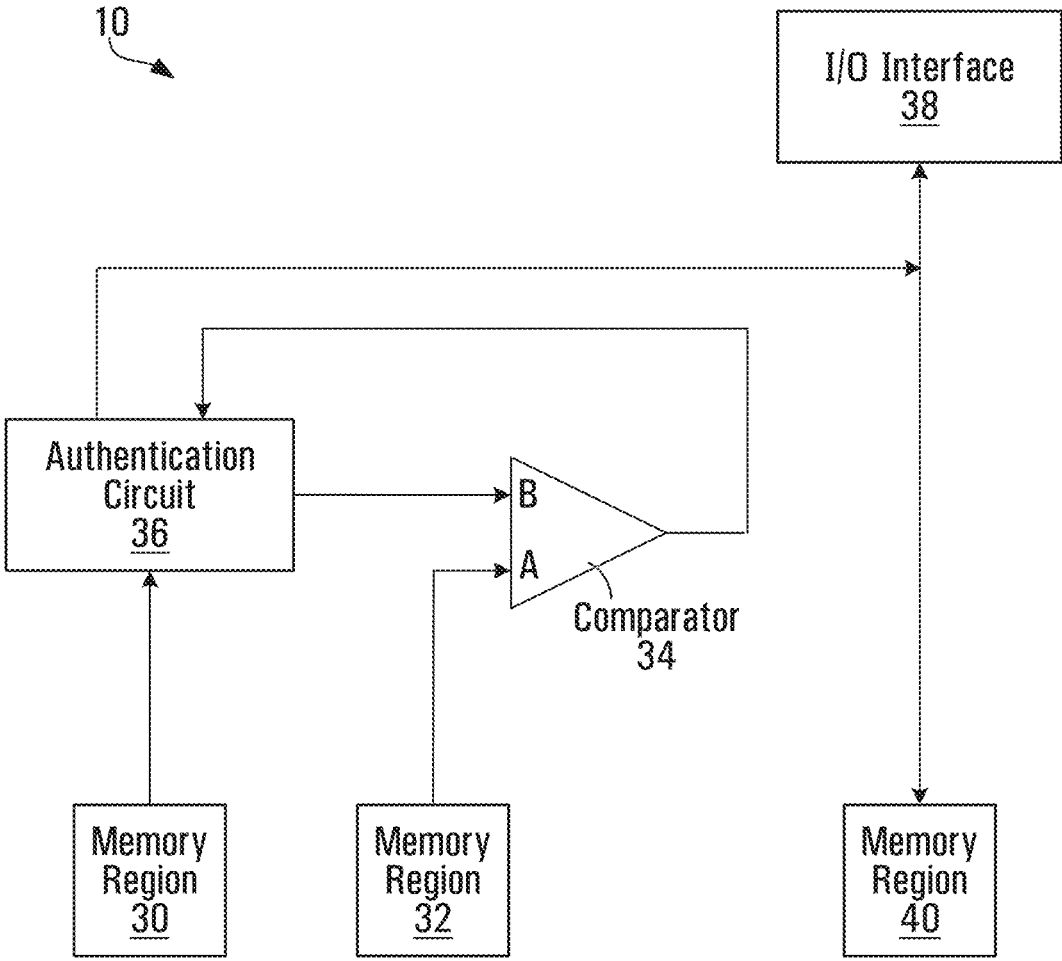 10
I/O Interface
38
Authentication
Circuit
36
B
A
Comparator
34
Memory
Region
30
Memory
Region
32
Memory
Region
40